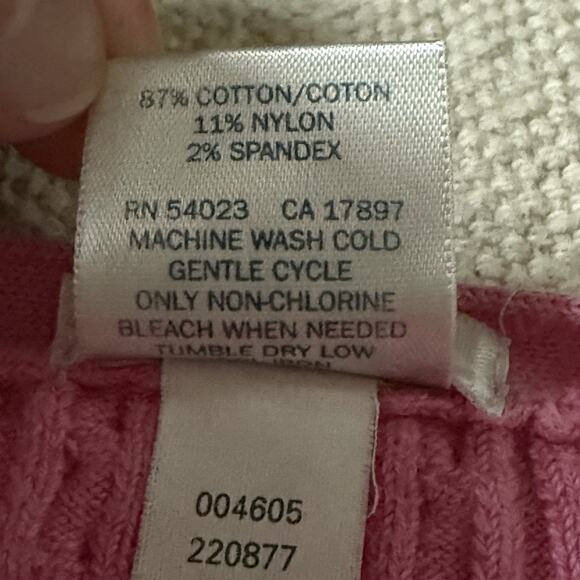 87% COTTON/COTON
11% NYLON
2% SPANDEX
RN 54023 CA 17897
MACHINE WASH COLD
GENTLE CYCLE
ONLY NON-CHLORINE
BLEACH WHEN NEEDED
TUMBLE DRY LOW
IRON
004605
220877